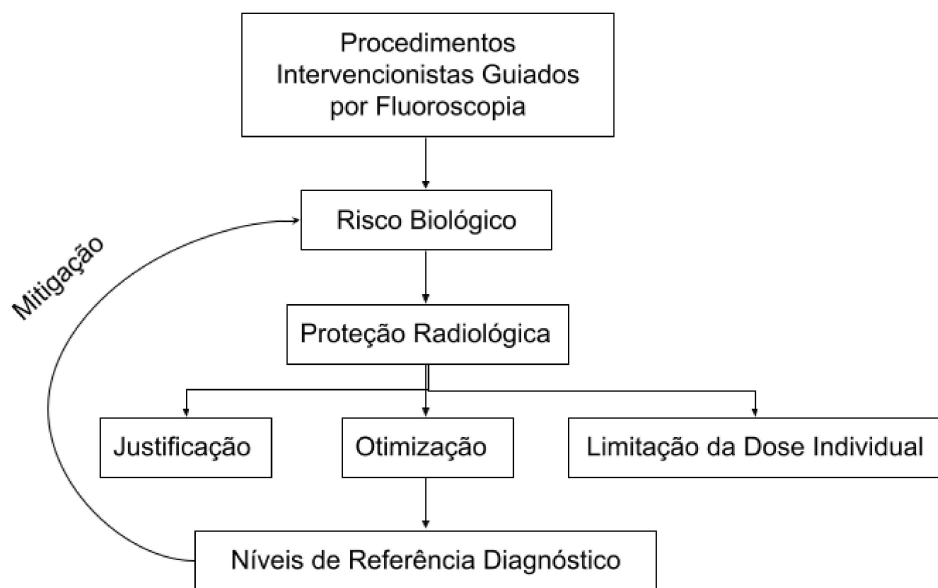 Procedimentos
Intervencionistas Guiados
por Fluoroscopia
Risco Biológico
Mitigação
Proteção Radiológica
Justificação
Otimização
Limitação da Dose Individual
Níveis de Referência Diagnóstico